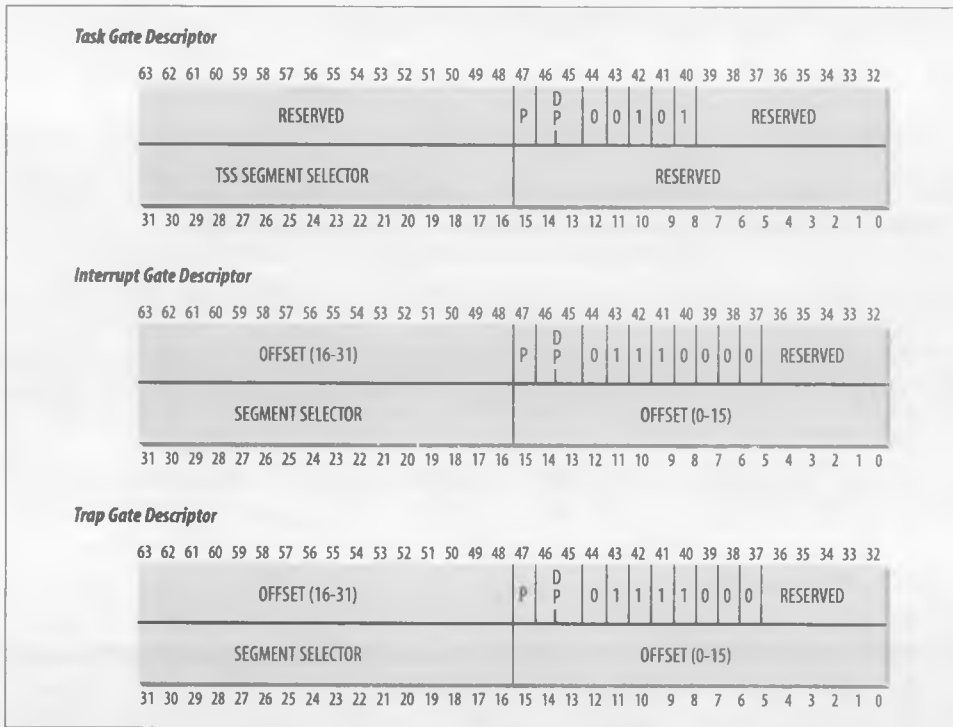 Task Gate Descriptor
63 62 61 60 59 58 57 56 55 54 53 52 51 50 49 48 47 46 45 44 43 42 41 40 39 38 37 36 35 34 33 32
RESERVED P DPL 0 0 1 0 1 RESERVED
TSS SEGMENT SELECTOR RESERVED
31 30 29 28 27 26 25 24 23 22 21 20 19 18 17 16 15 14 13 12 11 10 9 8 7 6 5 4 3 2 1 0
Interrupt Gate Descriptor
63 62 61 60 59 58 57 56 55 54 53 52 51 50 49 48 47 46 45 44 43 42 41 40 39 38 37 36 35 34 33 32
OFFSET (16-31) P DPL 0 1 1 1 0 0 0 0 RESERVED
SEGMENT SELECTOR OFFSET (0-15)
31 30 29 28 27 26 25 24 23 22 21 20 19 18 17 16 15 14 13 12 11 10 9 8 7 6 5 4 3 2 1 0
Trap Gate Descriptor
63 62 61 60 59 58 57 56 55 54 53 52 51 50 49 48 47 46 45 44 43 42 41 40 39 38 37 36 35 34 33 32
OFFSET (16-31) P DPL 0 1 1 1 1 0 0 0 RESERVED
SEGMENT SELECTOR OFFSET (0-15)
31 30 29 28 27 26 25 24 23 22 21 20 19 18 17 16 15 14 13 12 11 10 9 8 7 6 5 4 3 2 1 0